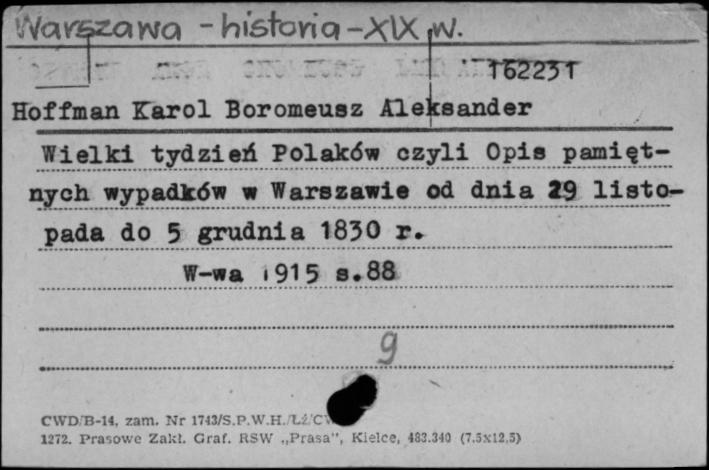 Warszawa - historia - XIX w.
162231
Hoffman Karol Boromeusz Aleksander
Wielki tydzień Polaków czyli Opis pamięt-
nych wypadków w Warszawie od dnia 29 listo-
pada do 5 grudnia 1830 r.
W-wa 1915 s.88
9
CWD/B-14, zam. Nr 1743/S.P.W.H./Łź/CW
1272. Prasowe Zakł. Graf. RSW „Prasa”, Kielce, 483.340 (7,5x12,5)